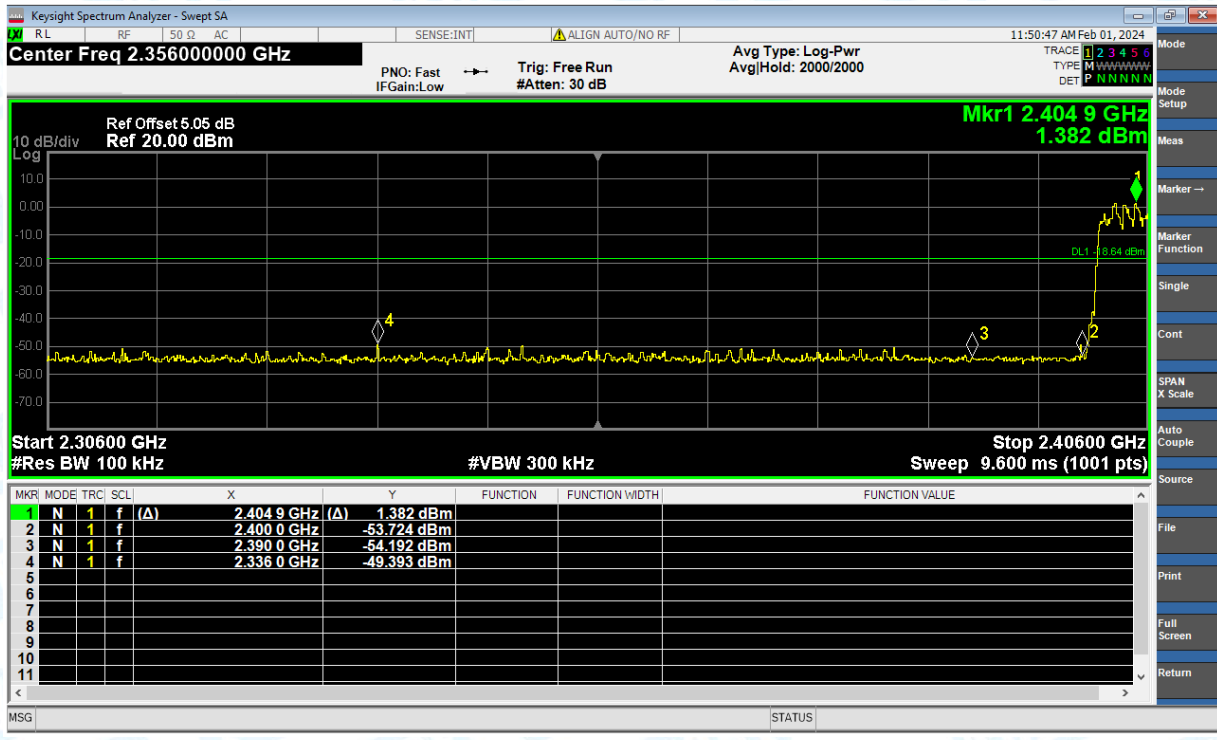 Keysight Spectrum Analyzer - Swept SA
LXI RL RF 50 Ω AC SENSE:INT ALIGN AUTO/NO RF 11:50:47 AM Feb 01, 2024
Center Freq 2.356000000 GHz
PNO: Fast
IFGain:Low
Trig: Free Run
#Atten: 30 dB
Avg Type: Log-Pwr
Avg|Hold: 2000/2000
TRACE 1 2 3 4 5 6
TYPE M WWWWW
DET P N N N N N
Ref Offset 5.05 dB
10 dB/div Ref 20.00 dBm
Log
Mkr1 2.404 9 GHz
1.382 dBm
10.0
0.00
-10.0
-20.0
-30.0
-40.0
-50.0
-60.0
-70.0
1
DL1 -18.64 dBm
4
3
2
Start 2.30600 GHz Stop 2.40600 GHz
#Res BW 100 kHz #VBW 300 kHz Sweep 9.600 ms (1001 pts)
MKR MODE TRC SCL X Y FUNCTION FUNCTION WIDTH FUNCTION VALUE
1 N 1 f (Δ) 2.404 9 GHz (Δ) 1.382 dBm
2 N 1 f 2.400 0 GHz -53.724 dBm
3 N 1 f 2.390 0 GHz -54.192 dBm
4 N 1 f 2.336 0 GHz -49.393 dBm
5
6
7
8
9
10
11
MSG STATUS
Mode
Mode
Setup
Meas
Marker →
Marker
Function
Single
Cont
SPAN
X Scale
Auto
Couple
Source
File
Print
Full
Screen
Return